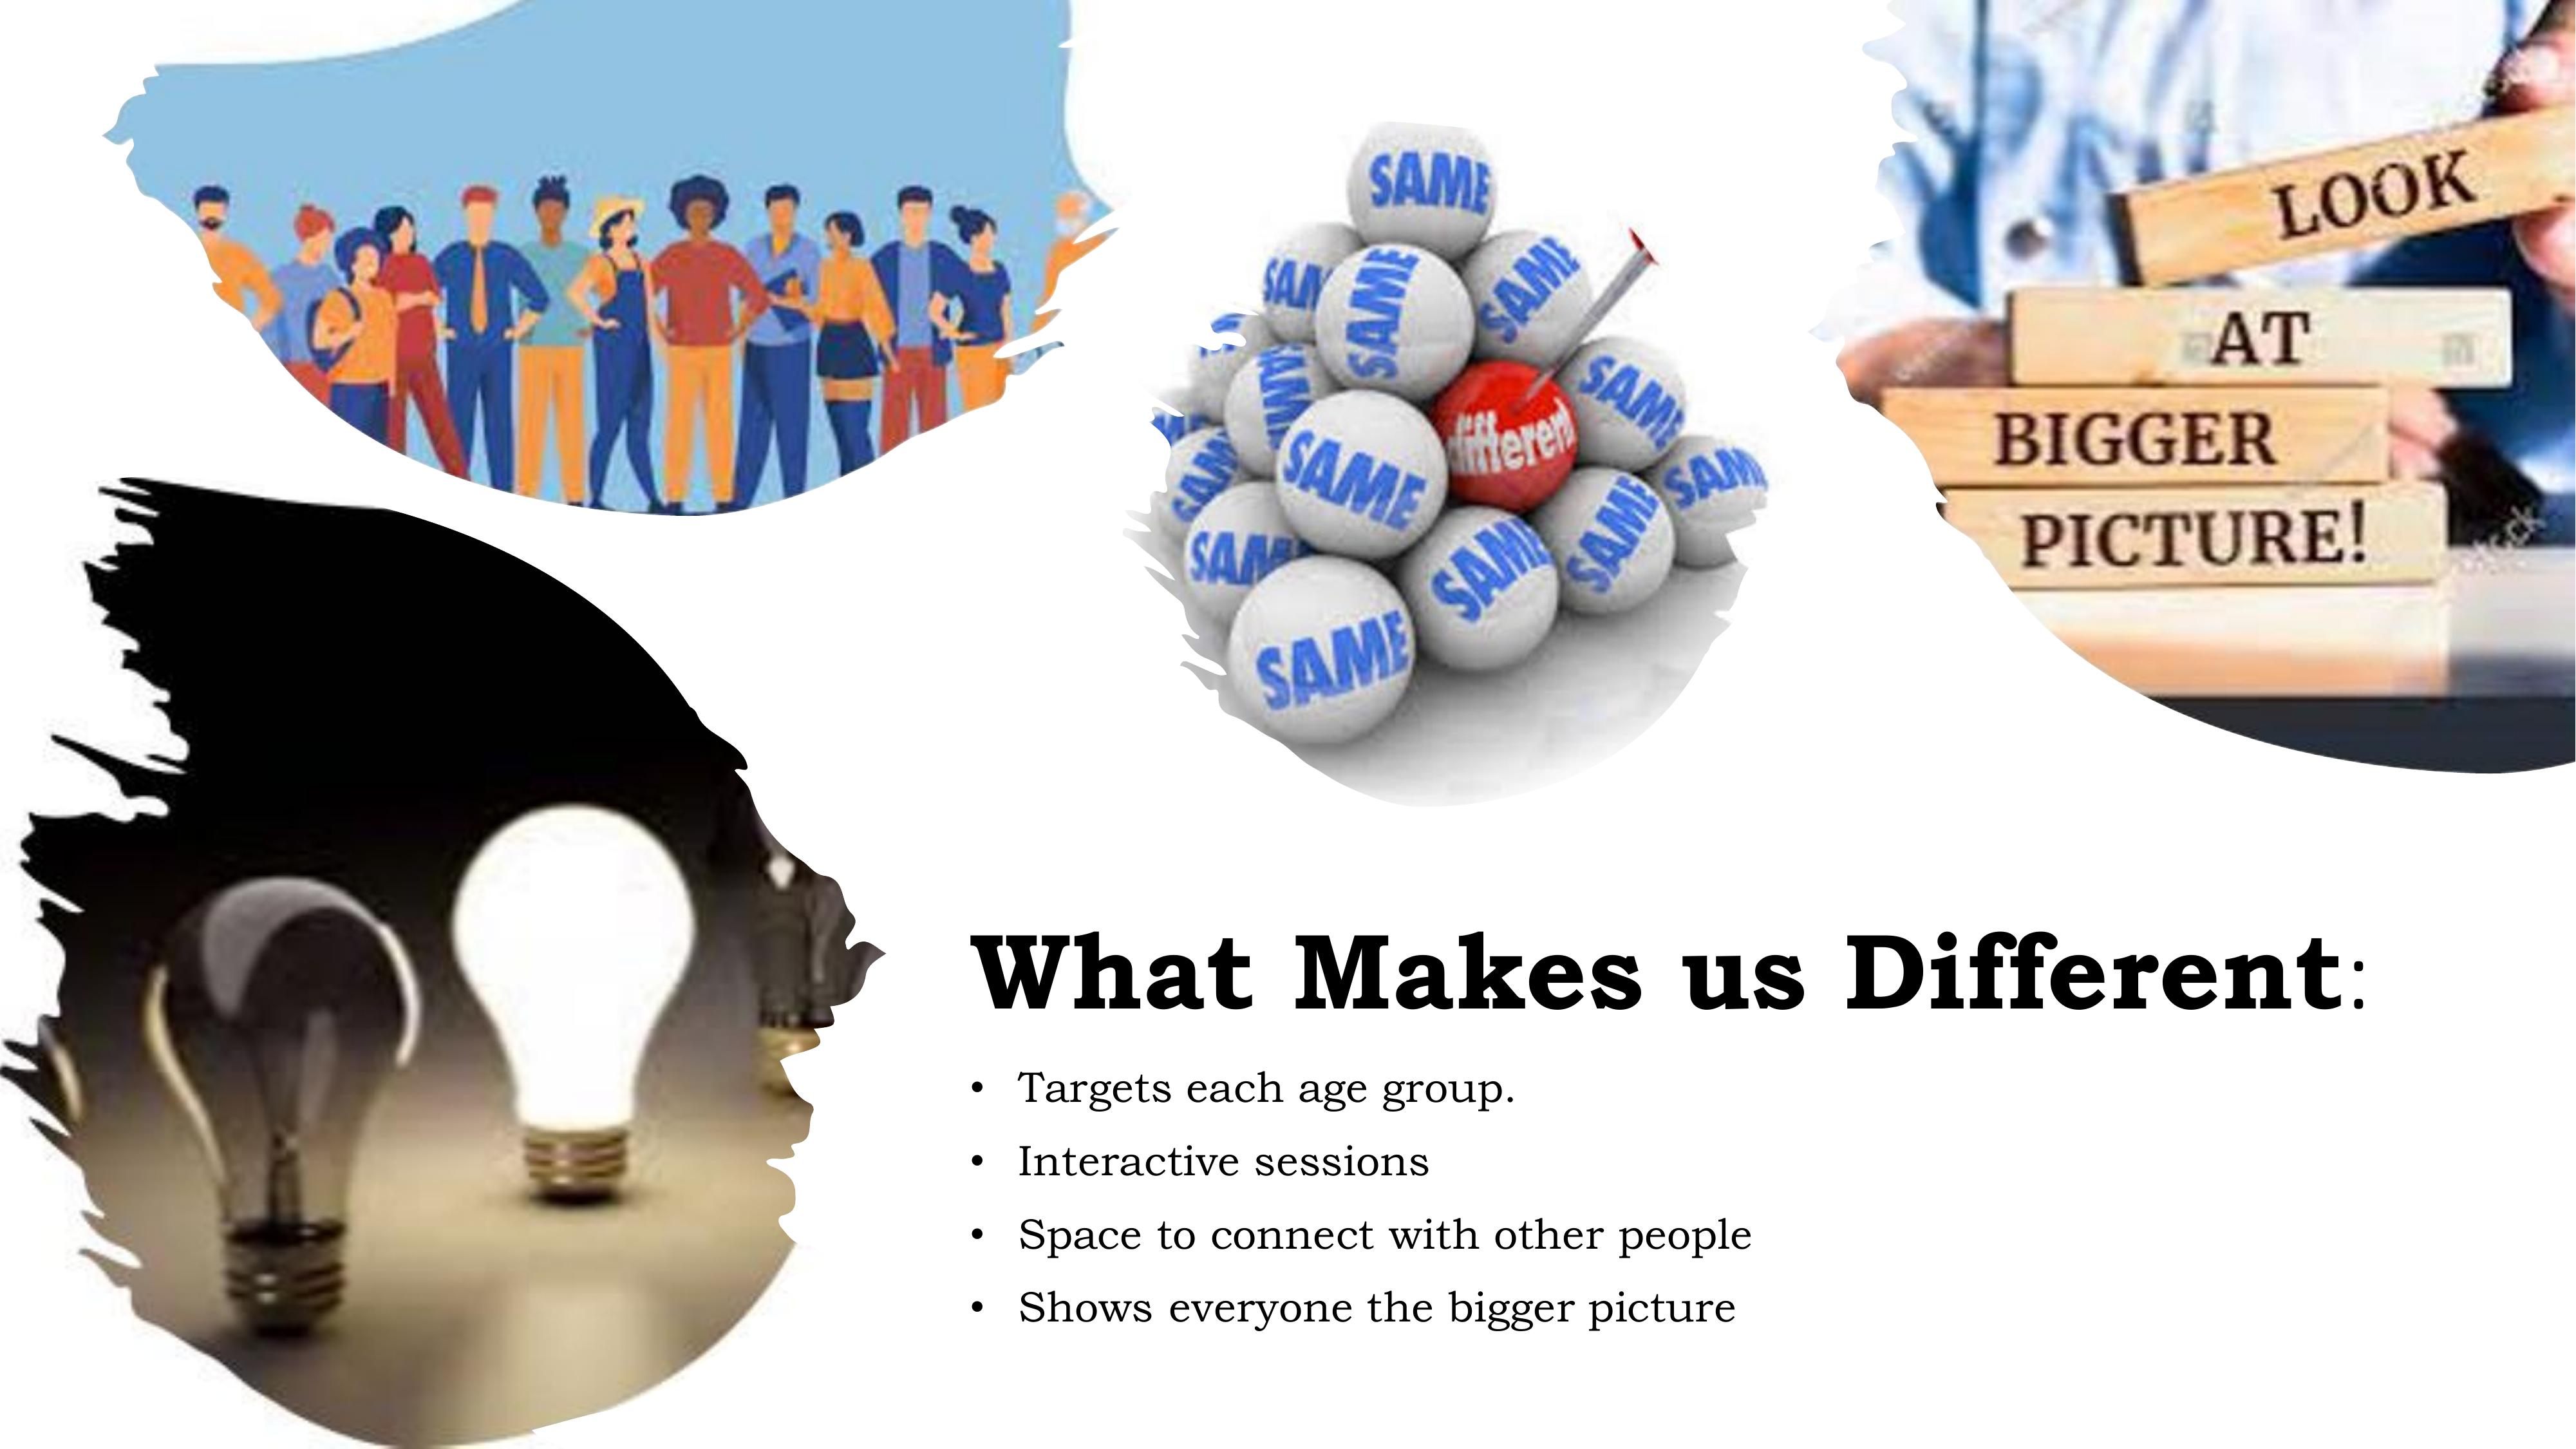 SAME
SAME
SAME
SAME
different
SAME
SAME
SAME
SAME
SAME
SAME
LOOK
AT
BIGGER
PICTURE!
What Makes us Different:
• Targets each age group.
• Interactive sessions
• Space to connect with other people
• Shows everyone the bigger picture